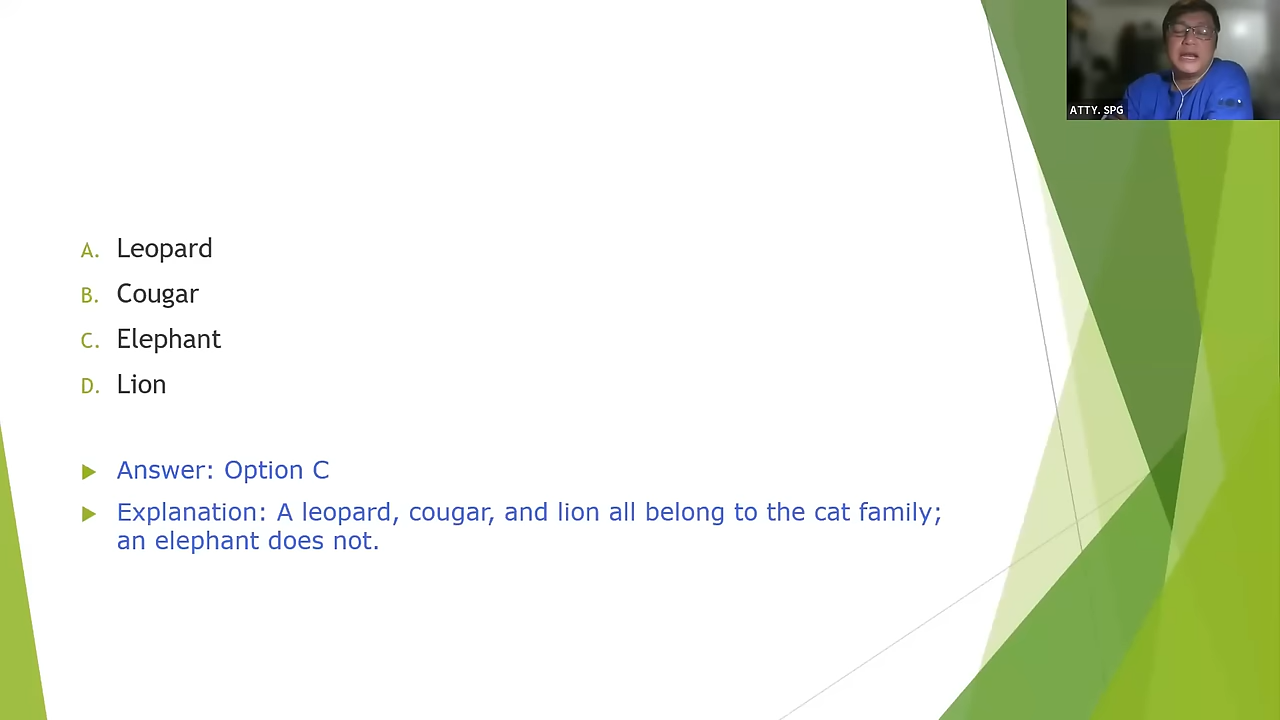 ATTY. SPG
A. Leopard
B. Cougar
C. Elephant
D. Lion
Answer: Option C
Explanation: A leopard, cougar, and lion all belong to the cat family;
an elephant does not.